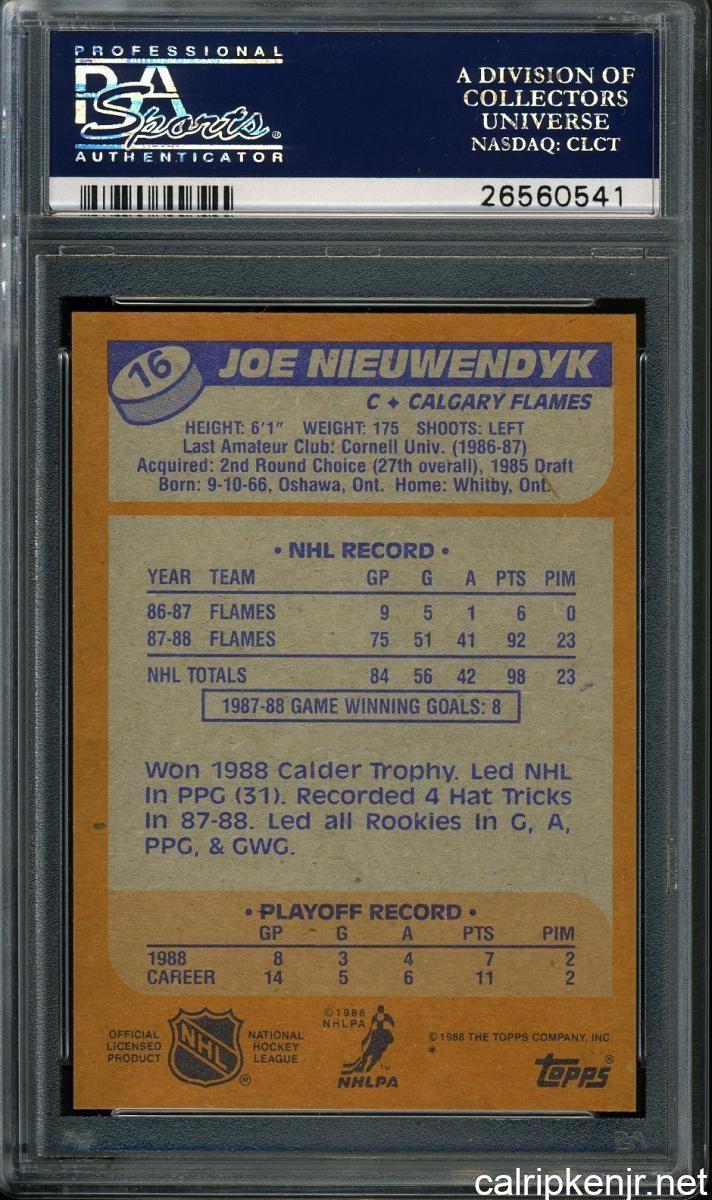 PROFESSIONAL
PSA
Sports®
AUTHENTICATOR
A DIVISION OF
COLLECTORS
UNIVERSE
NASDAQ: CLCT
26560541
16
JOE NIEUWENDYK
C ✦ CALGARY FLAMES
HEIGHT: 6'1" WEIGHT: 175 SHOOTS: LEFT
Last Amateur Club: Cornell Univ. (1986-87)
Acquired: 2nd Round Choice (27th overall), 1985 Draft
Born: 9-10-66, Oshawa, Ont. Home: Whitby, Ont.
• NHL RECORD •
YEAR TEAM GP G A PTS PIM
86-87 FLAMES 9 5 1 6 0
87-88 FLAMES 75 51 41 92 23
NHL TOTALS 84 56 42 98 23
1987-88 GAME WINNING GOALS: 8
Won 1988 Calder Trophy. Led NHL
In PPG (31). Recorded 4 Hat Tricks
In 87-88. Led all Rookies In G, A,
PPG, & GWG.
• PLAYOFF RECORD •
GP G A PTS PIM
1988 8 3 4 7 2
CAREER 14 5 6 11 2
OFFICIAL
LICENSED
PRODUCT
NHL®
NATIONAL
HOCKEY
LEAGUE
©1988
NHLPA
TM
NHLPA
© 1988 THE TOPPS COMPANY, INC.
*
TOPPS®
calripkenjr.net